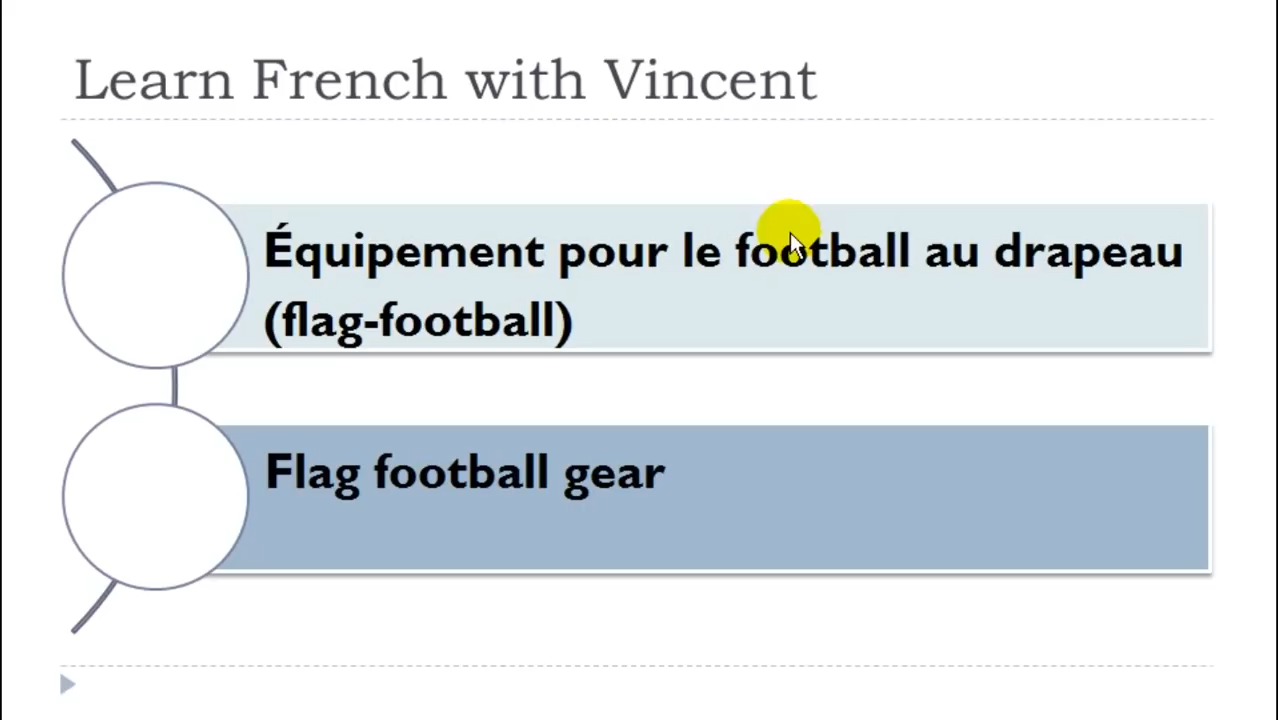 Learn French with Vincent
Équipement pour le football au drapeau
(flag-football)
Flag football gear